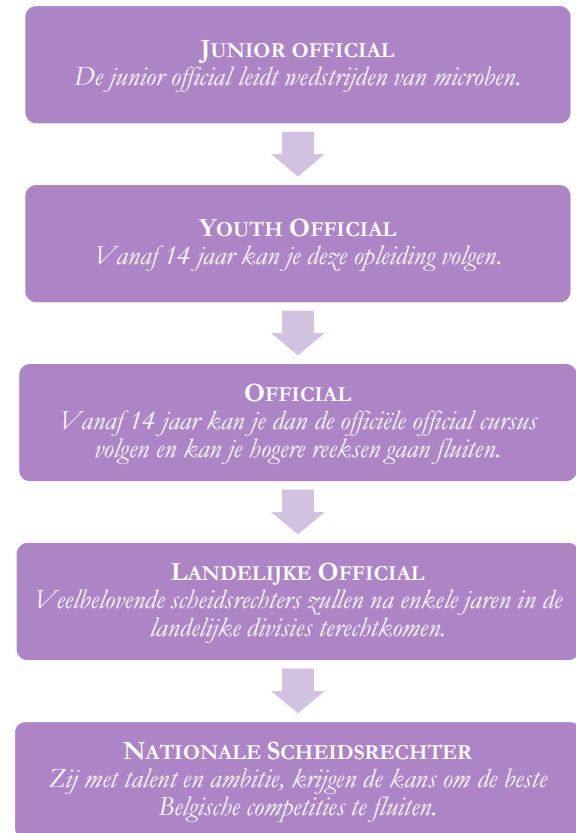 JUNIOR OFFICIAL
De junior official leidt wedstrijden van microben.
YOUTH OFFICIAL
Vanaf 14 jaar kan je deze opleiding volgen.
OFFICIAL
Vanaf 14 jaar kan je dan de officiële official cursus
volgen en kan je hogere reeksen gaan fluiten.
LANDELIJKE OFFICIAL
Veelbelovende scheidsrechters zullen na enkele jaren in de
landelijke divisies terechtkomen.
NATIONALE SCHEIDSRECHTER
Zij met talent en ambitie, krijgen de kans om de beste
Belgische competities te fluiten.